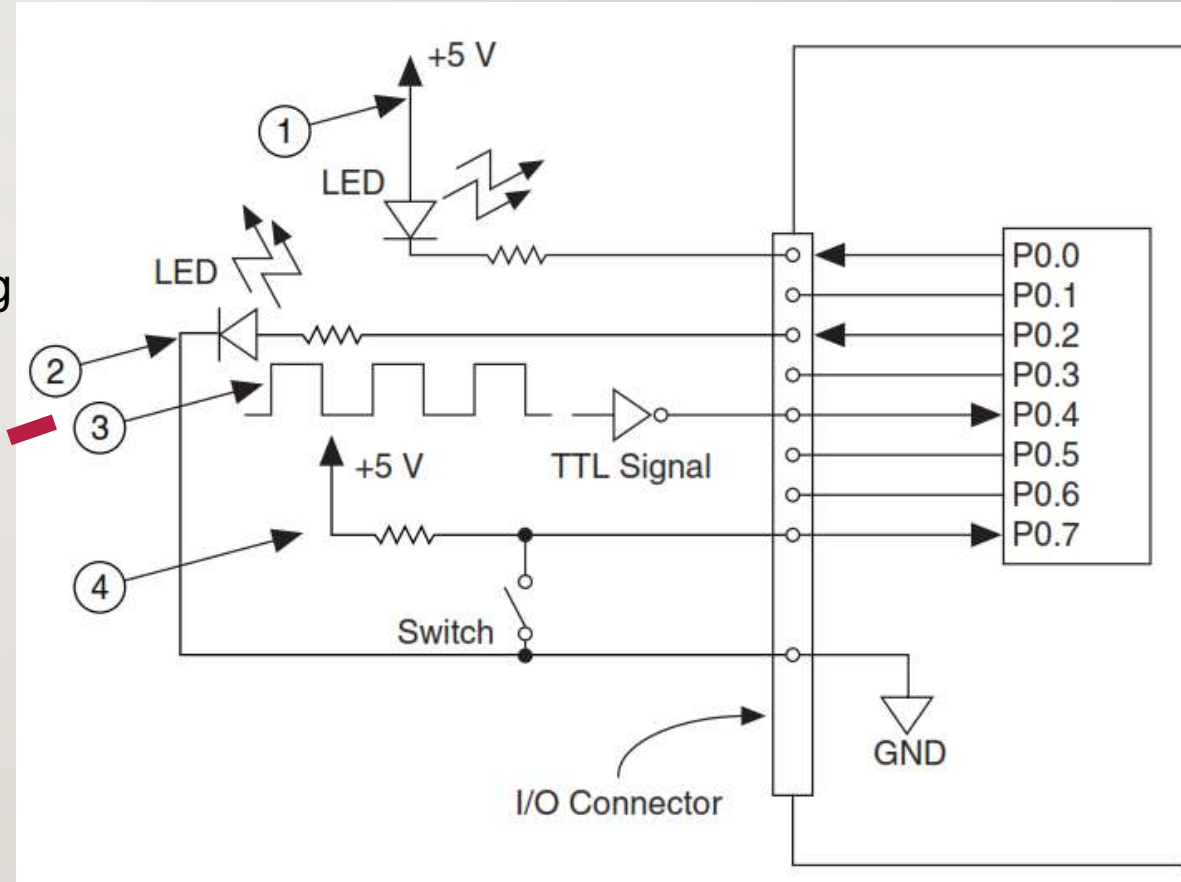 +5 V
1
LED
LED
g
2
3
+5 V
TTL Signal
4
Switch
P0.0
P0.1
P0.2
P0.3
P0.4
P0.5
P0.6
P0.7
GND
I/O Connector